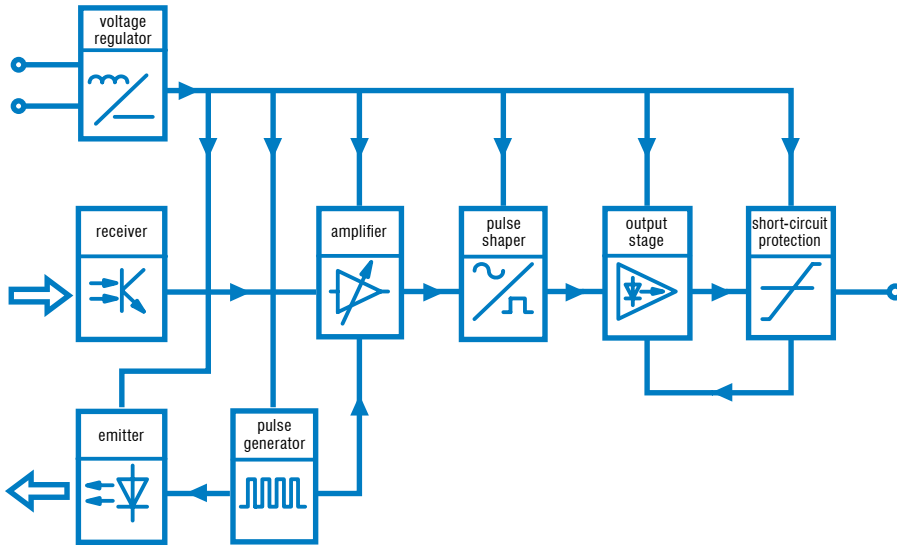 voltage
regulator
receiver
amplifier
pulse
shaper
output
stage
short-circuit
protection
emitter
pulse
generator